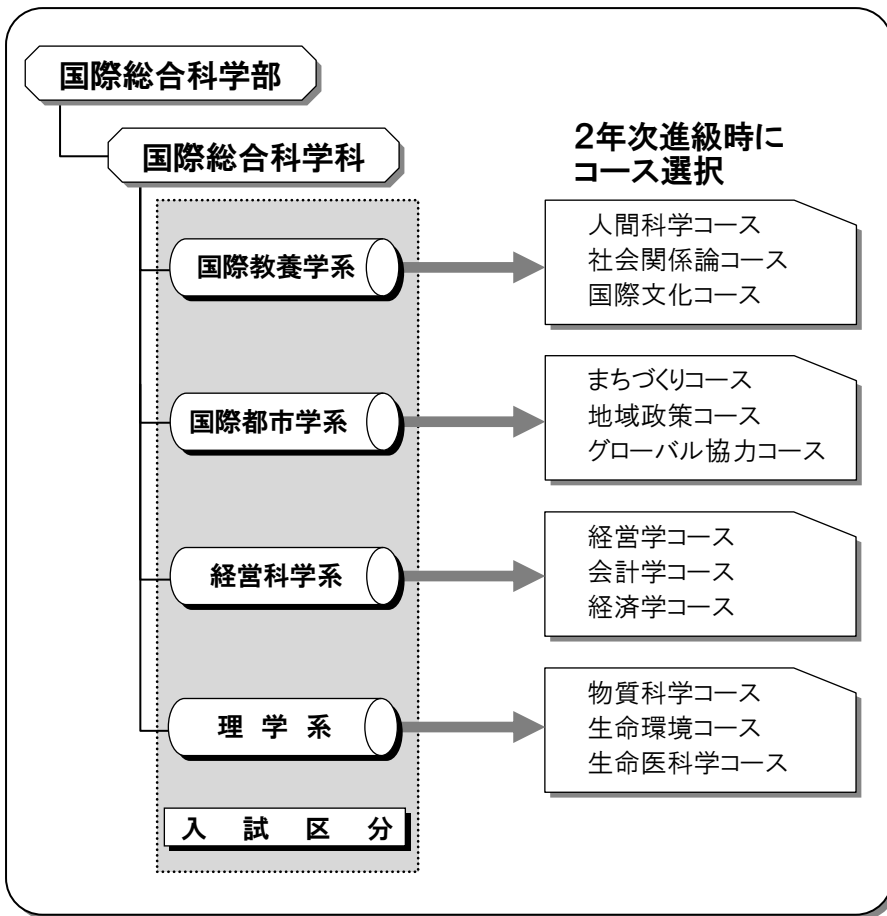 国際総合科学部
国際総合科学科
2年次進級時に
コース選択
国際教養学系
人間科学コース
社会関係論コース
国際文化コース
国際都市学系
まちづくりコース
地域政策コース
グローバル協力コース
経営科学系
経営学コース
会計学コース
経済学コース
理学系
物質科学コース
生命環境コース
生命医科学コース
入試区分